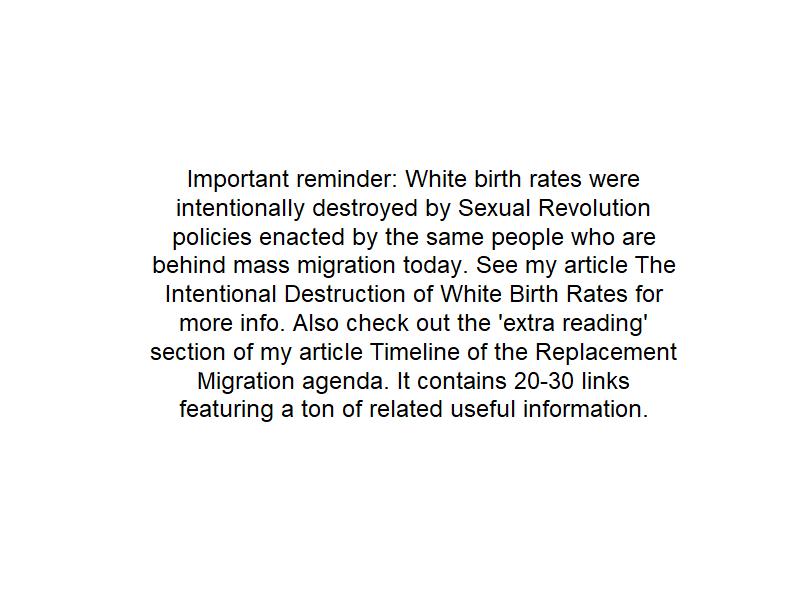 Important reminder: White birth rates were
intentionally destroyed by Sexual Revolution
policies enacted by the same people who are
behind mass migration today. See my article The
Intentional Destruction of White Birth Rates for
more info. Also check out the 'extra reading'
section of my article Timeline of the Replacement
Migration agenda. It contains 20-30 links
featuring a ton of related useful information.